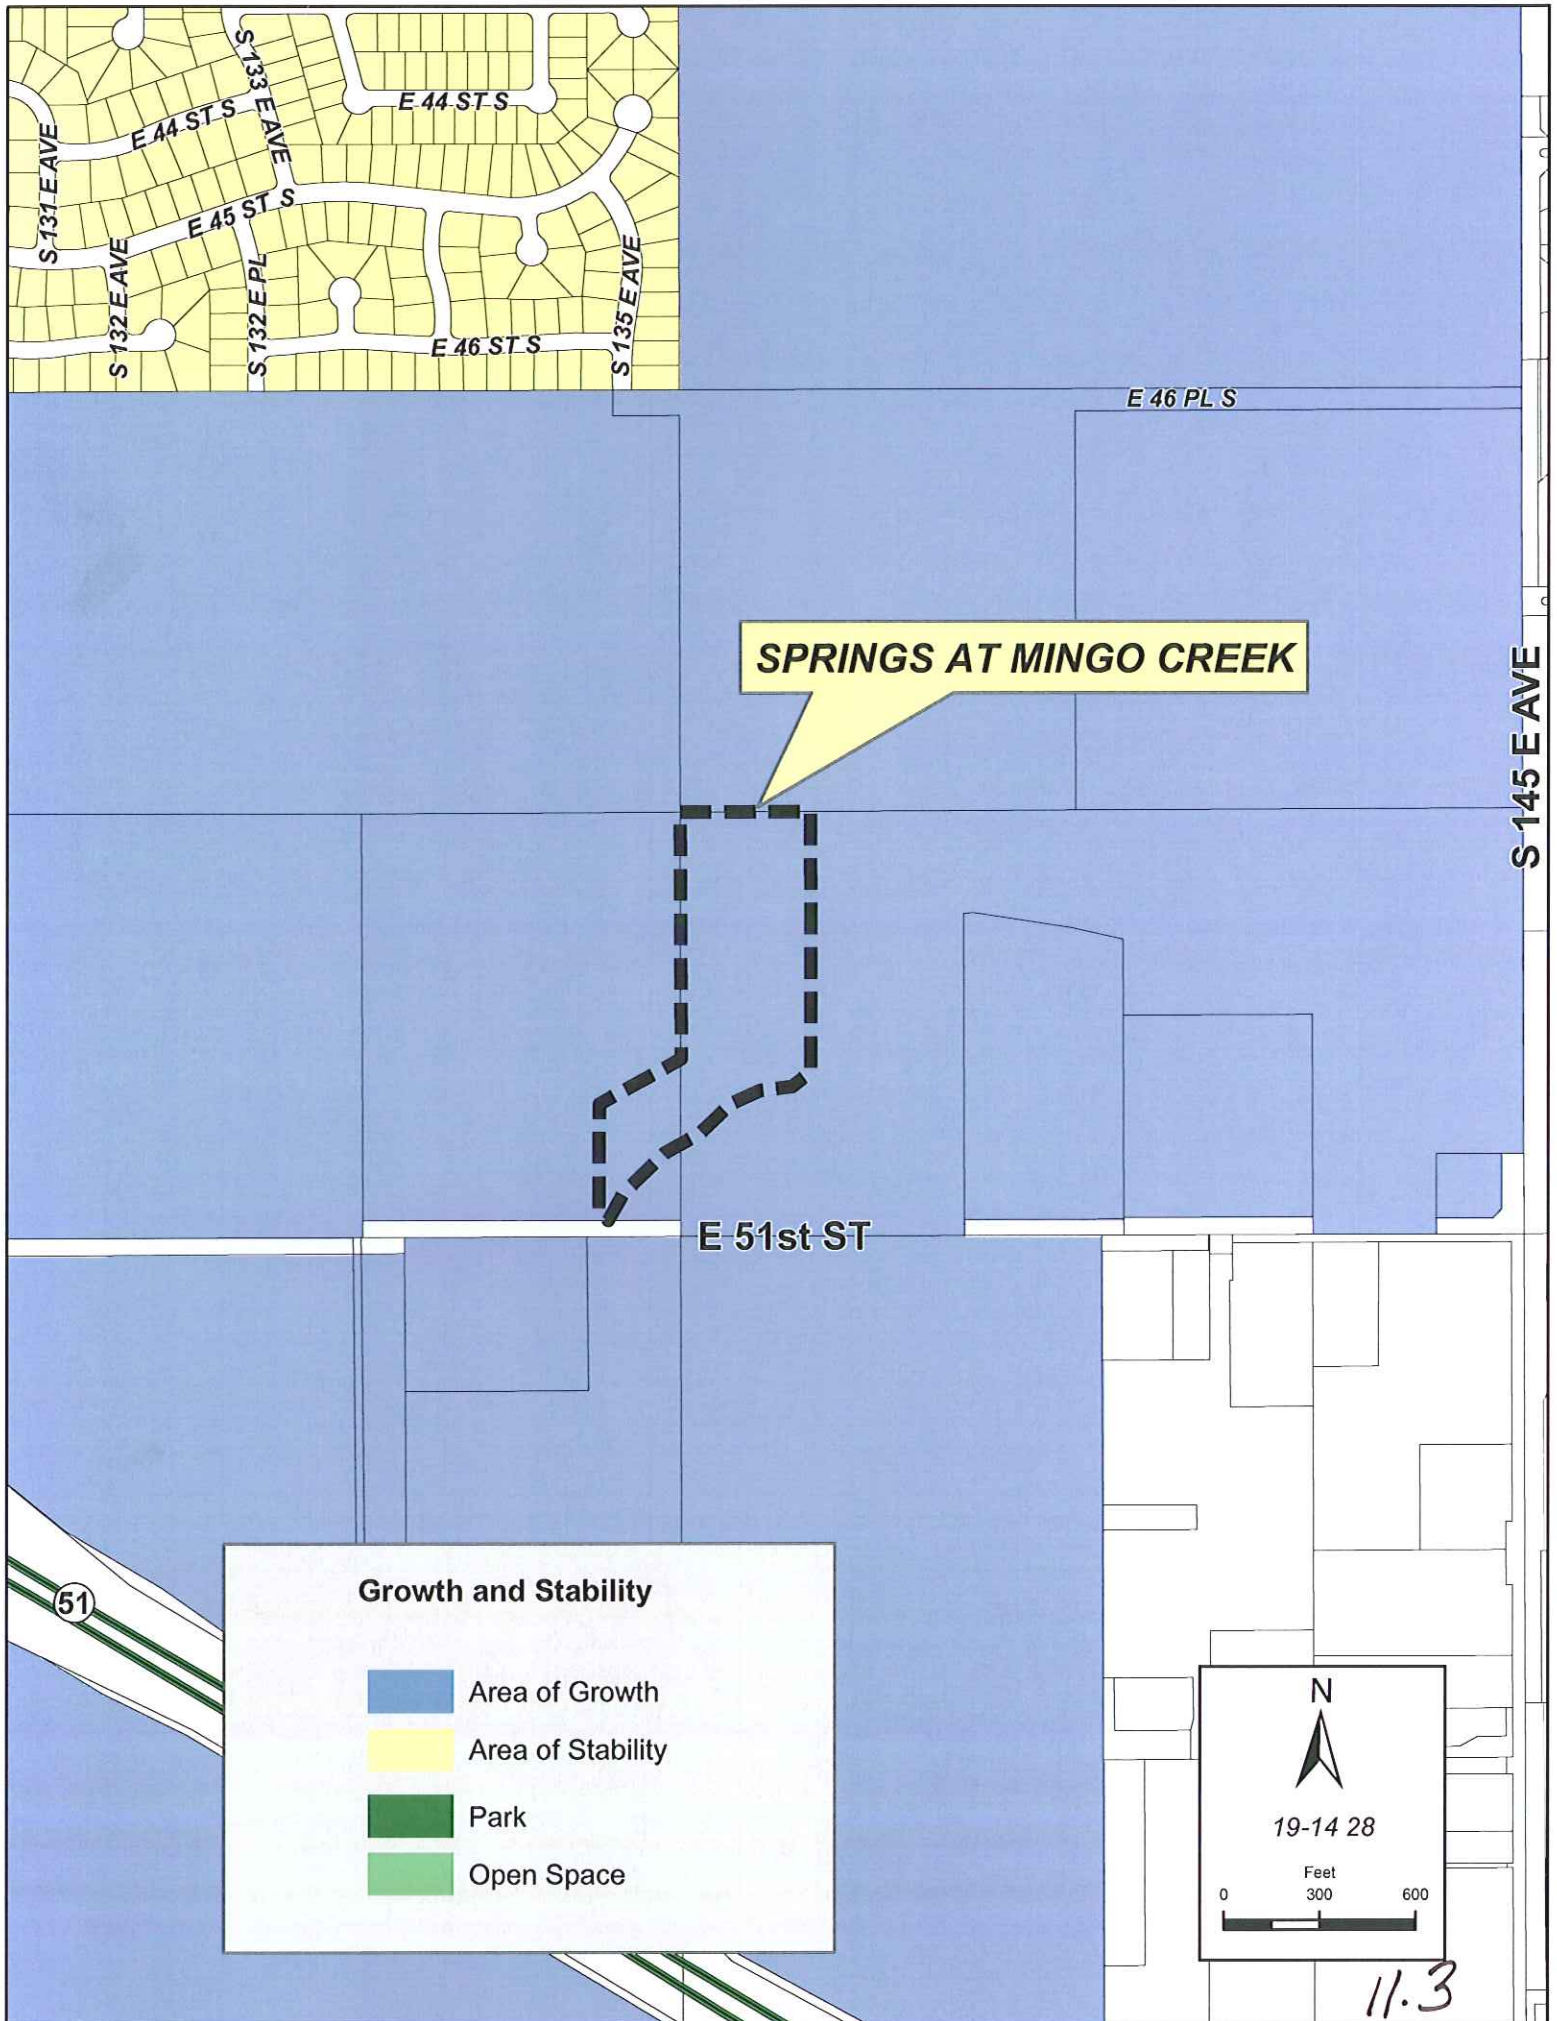 S 133 E AVE
E 44 ST S
E 44 ST S
S 131 E AVE
E 45 ST S
S 132 E AVE
S 132 E PL
S 135 E AVE
E 46 ST S
E 46 PL S
SPRINGS AT MINGO CREEK
S 145 E AVE
E 51st ST
51
Growth and Stability
Area of Growth
Area of Stability
Park
Open Space
N
19-14 28
Feet
0 300 600
11.3